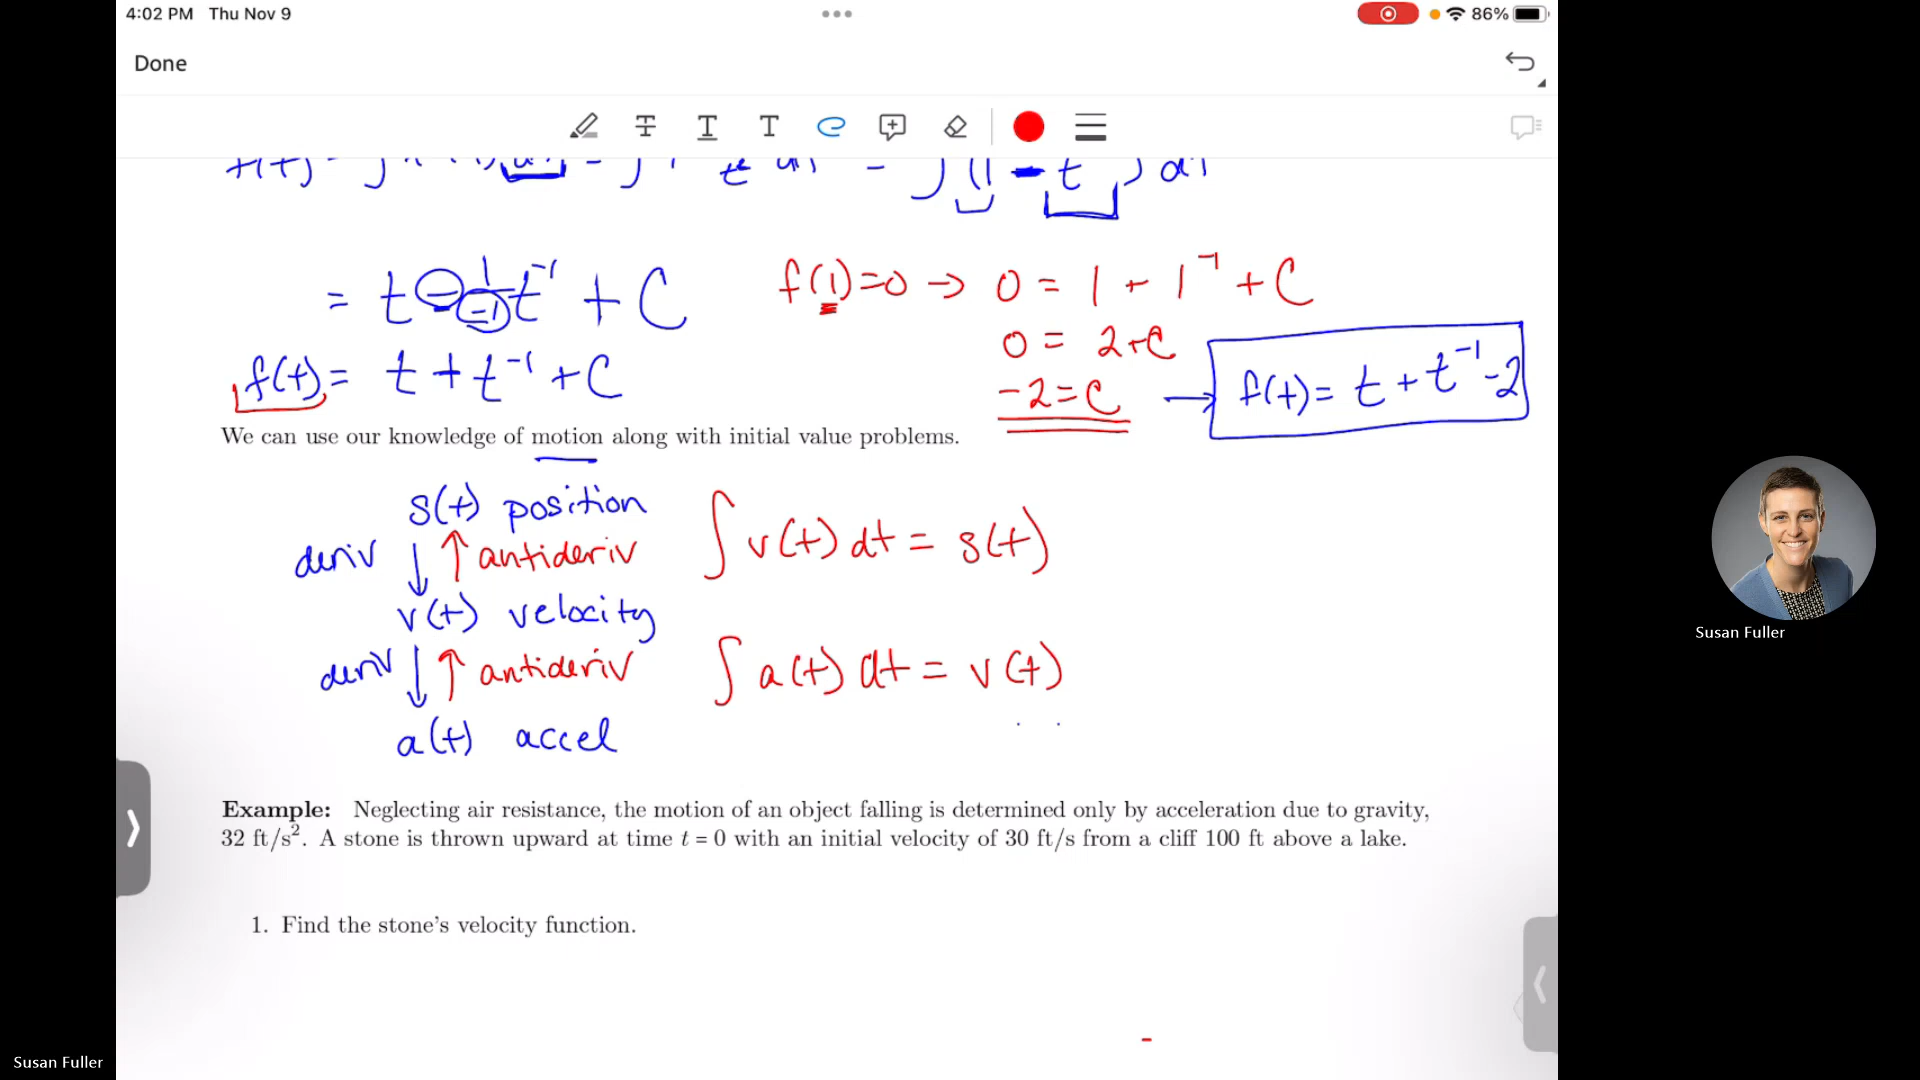 4:02 PM Thu Nov 9
86%
Done
= t - 1/-1 t^-1 + C
f(1)=0 → 0 = 1 + 1^-1 + C
0 = 2+C
f(t)= t + t^-1 + C
-2=C → f(t)= t + t^-1 -2
We can use our knowledge of motion along with initial value problems.
s(t) position
deriv ↓ ↑ antideriv ∫ v(t) dt = s(t)
v(t) velocity
deriv ↓ ↑ antideriv ∫ a(t) dt = v(t)
a(t) accel
Susan Fuller
Example: Neglecting air resistance, the motion of an object falling is determined only by acceleration due to gravity,
32 ft/s². A stone is thrown upward at time t = 0 with an initial velocity of 30 ft/s from a cliff 100 ft above a lake.
1. Find the stone's velocity function.
Susan Fuller